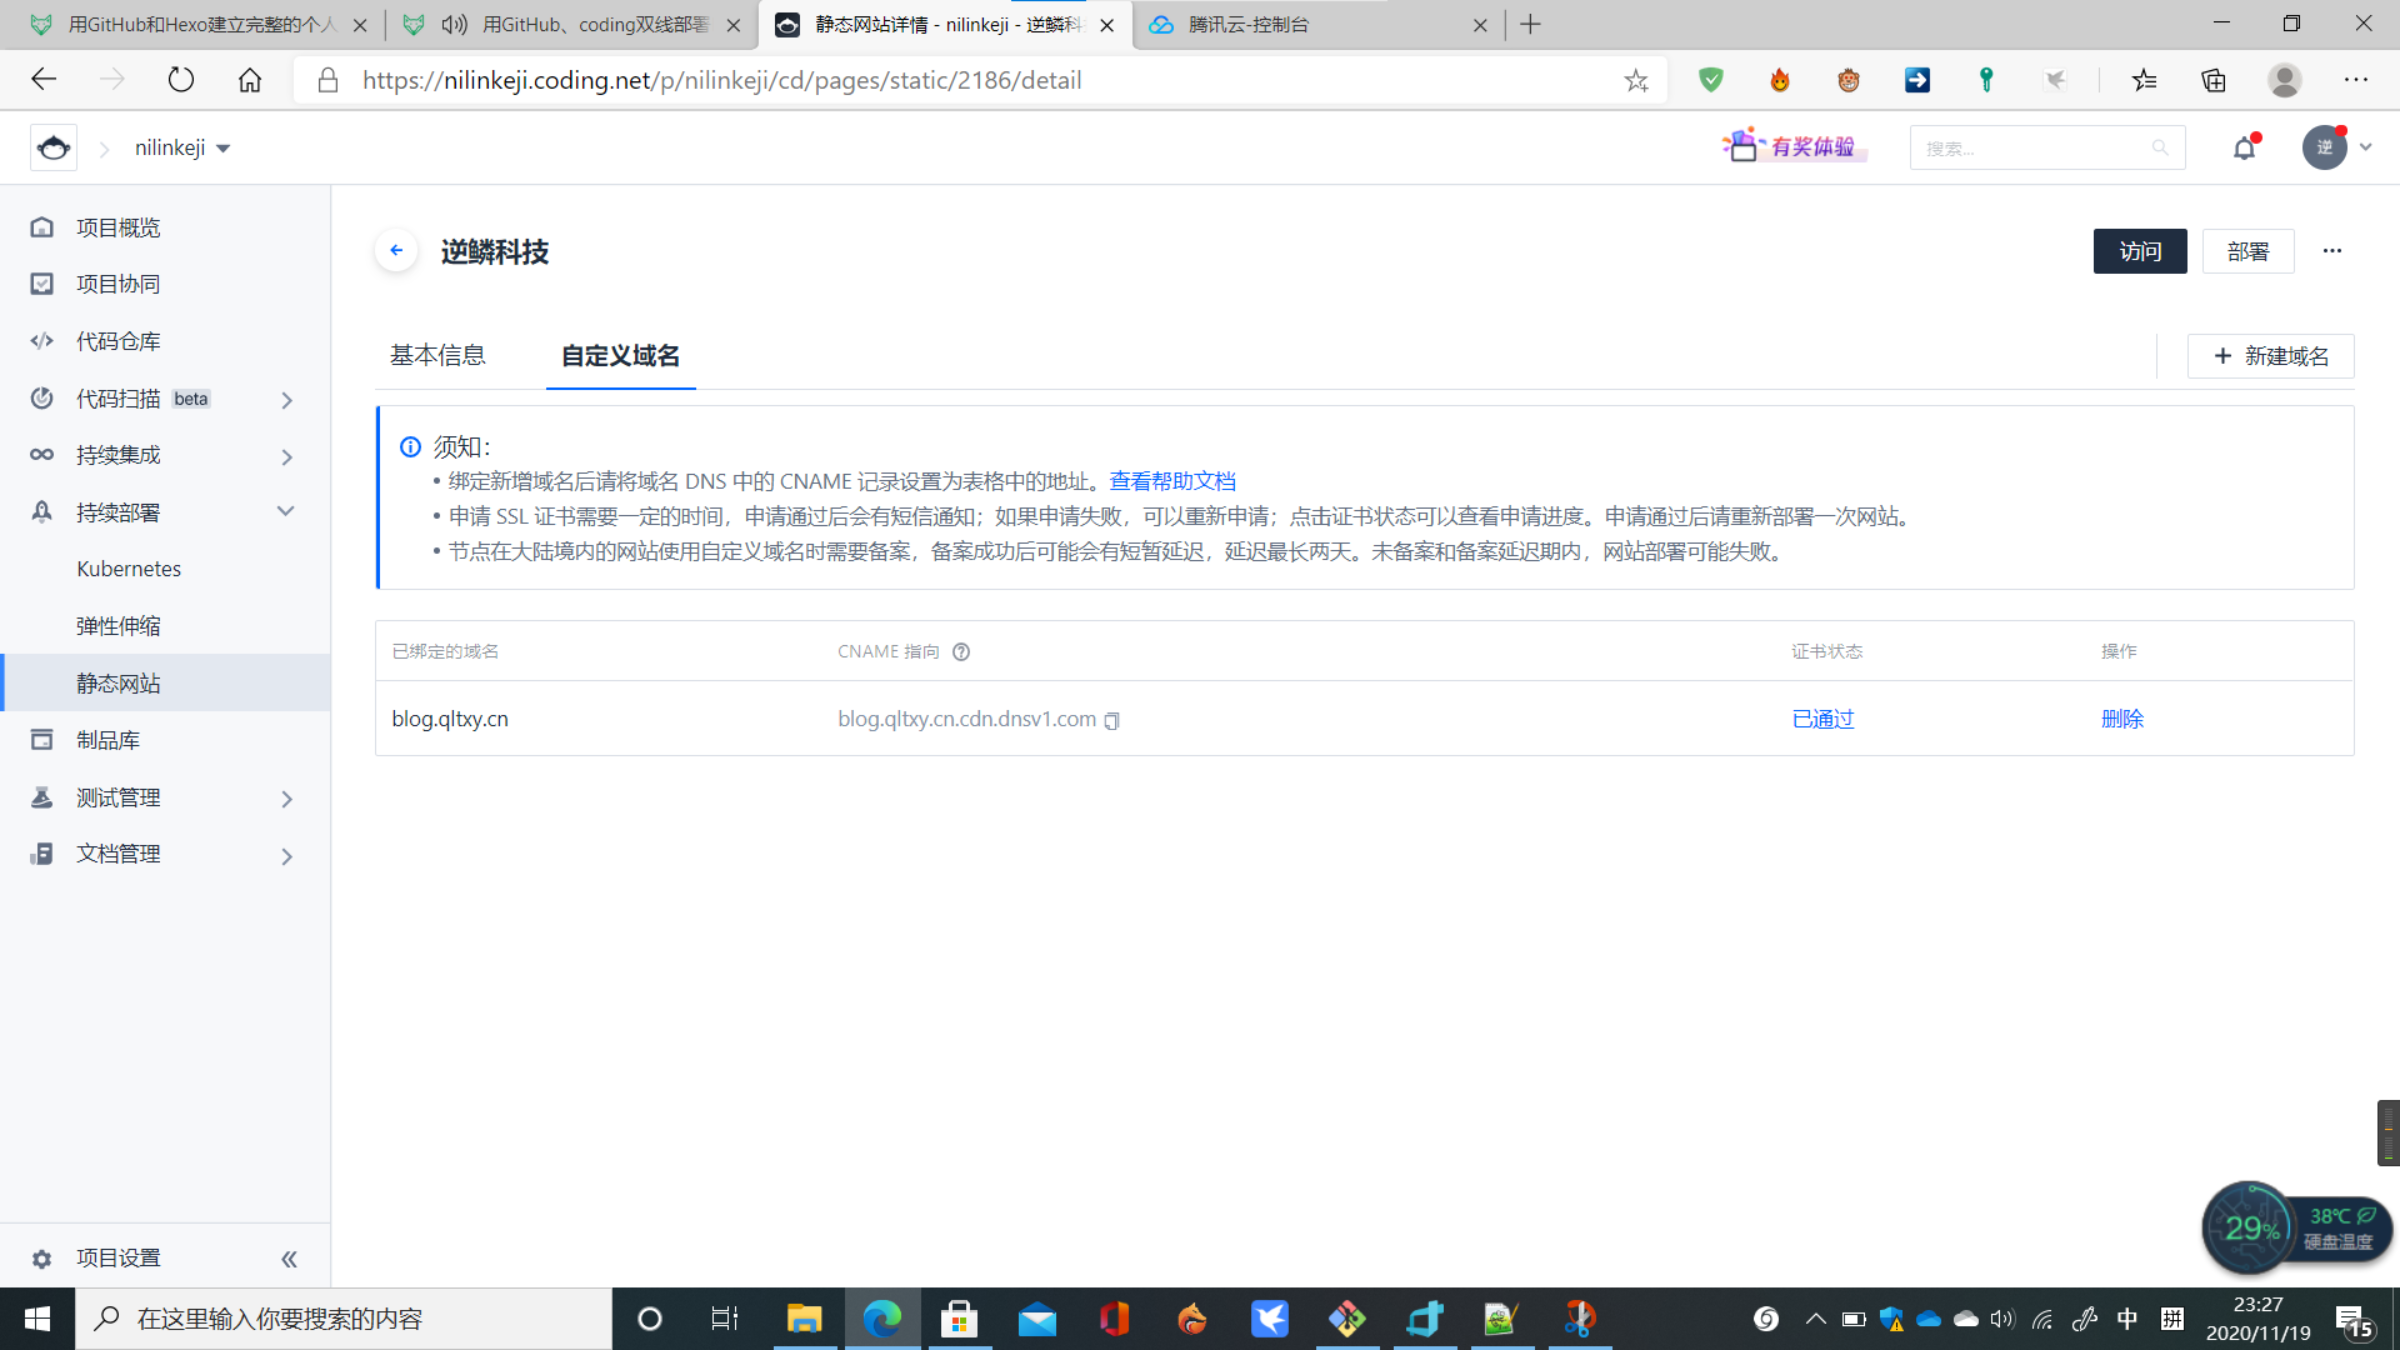 用GitHub和Hexo建立完整的个人
用GitHub、coding双线部署
静态网站详情 - nilinkeji - 逆鳞科
腾讯云-控制台
https://nilinkeji.coding.net/p/nilinkeji/cd/pages/static/2186/detail
nilinkeji
有奖体验
搜索...
逆
项目概览
项目协同
代码仓库
代码扫描 beta
持续集成
持续部署
Kubernetes
弹性伸缩
静态网站
制品库
测试管理
文档管理
项目设置
逆鳞科技
访问
部署
基本信息
自定义域名
新建域名
须知：
• 绑定新增域名后请将域名 DNS 中的 CNAME 记录设置为表格中的地址。查看帮助文档
• 申请 SSL 证书需要一定的时间，申请通过后会有短信通知；如果申请失败，可以重新申请；点击证书状态可以查看申请进度。申请通过后请重新部署一次网站。
• 节点在大陆境内的网站使用自定义域名时需要备案，备案成功后可能会有短暂延迟，延迟最长两天。未备案和备案延迟期内，网站部署可能失败。
已绑定的域名
CNAME 指向
证书状态
操作
blog.qltxy.cn
blog.qltxy.cn.cdn.dnsv1.com
已通过
删除
29%
38℃
硬盘温度
在这里输入你要搜索的内容
中
拼
23:27
2020/11/19
15